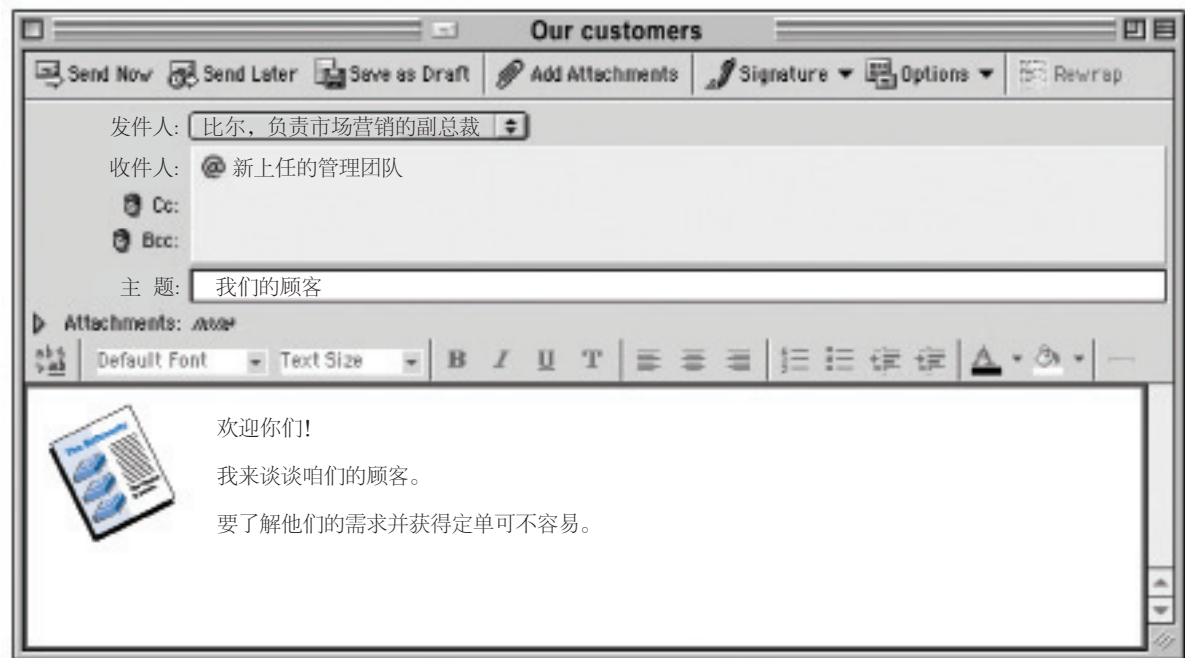 Our customers
Send Now Send Later Save as Draft Add Attachments Signature Options Rewrap
发件人: 比尔，负责市场营销的副总裁
收件人: @ 新上任的管理团队
Cc:
Bcc:
主 题: 我们的顾客
Attachments:
Default Font Text Size B I U T A
欢迎你们!
我来谈谈咱们的顾客。
要了解他们的需求并获得定单可不容易。